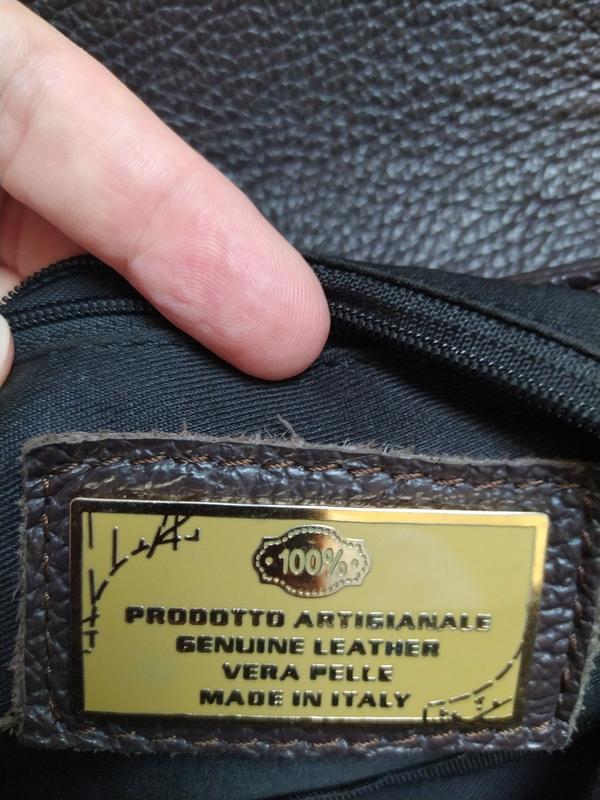 100%
PRODOTTO ARTIGIANALE
GENUINE LEATHER
VERA PELLE
MADE IN ITALY